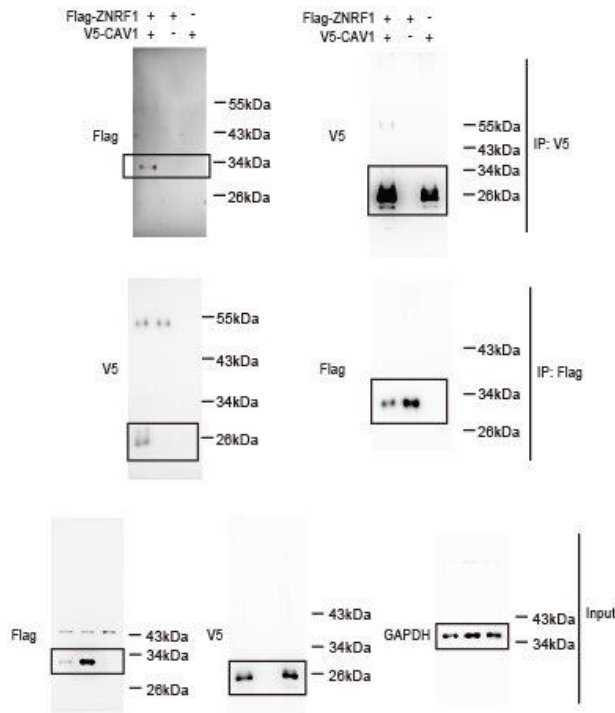 Flag-ZNRF1 + + -
V5-CAV1 + - +
Flag
55kDa
43kDa
34kDa
26kDa
Flag-ZNRF1 + + -
V5-CAV1 + - +
V5
55kDa
43kDa
34kDa
26kDa
IP: V5
V5
55kDa
43kDa
34kDa
26kDa
Flag
43kDa
34kDa
26kDa
IP: Flag
Flag
43kDa
34kDa
26kDa
V5
43kDa
34kDa
26kDa
GAPDH
43kDa
34kDa
Input